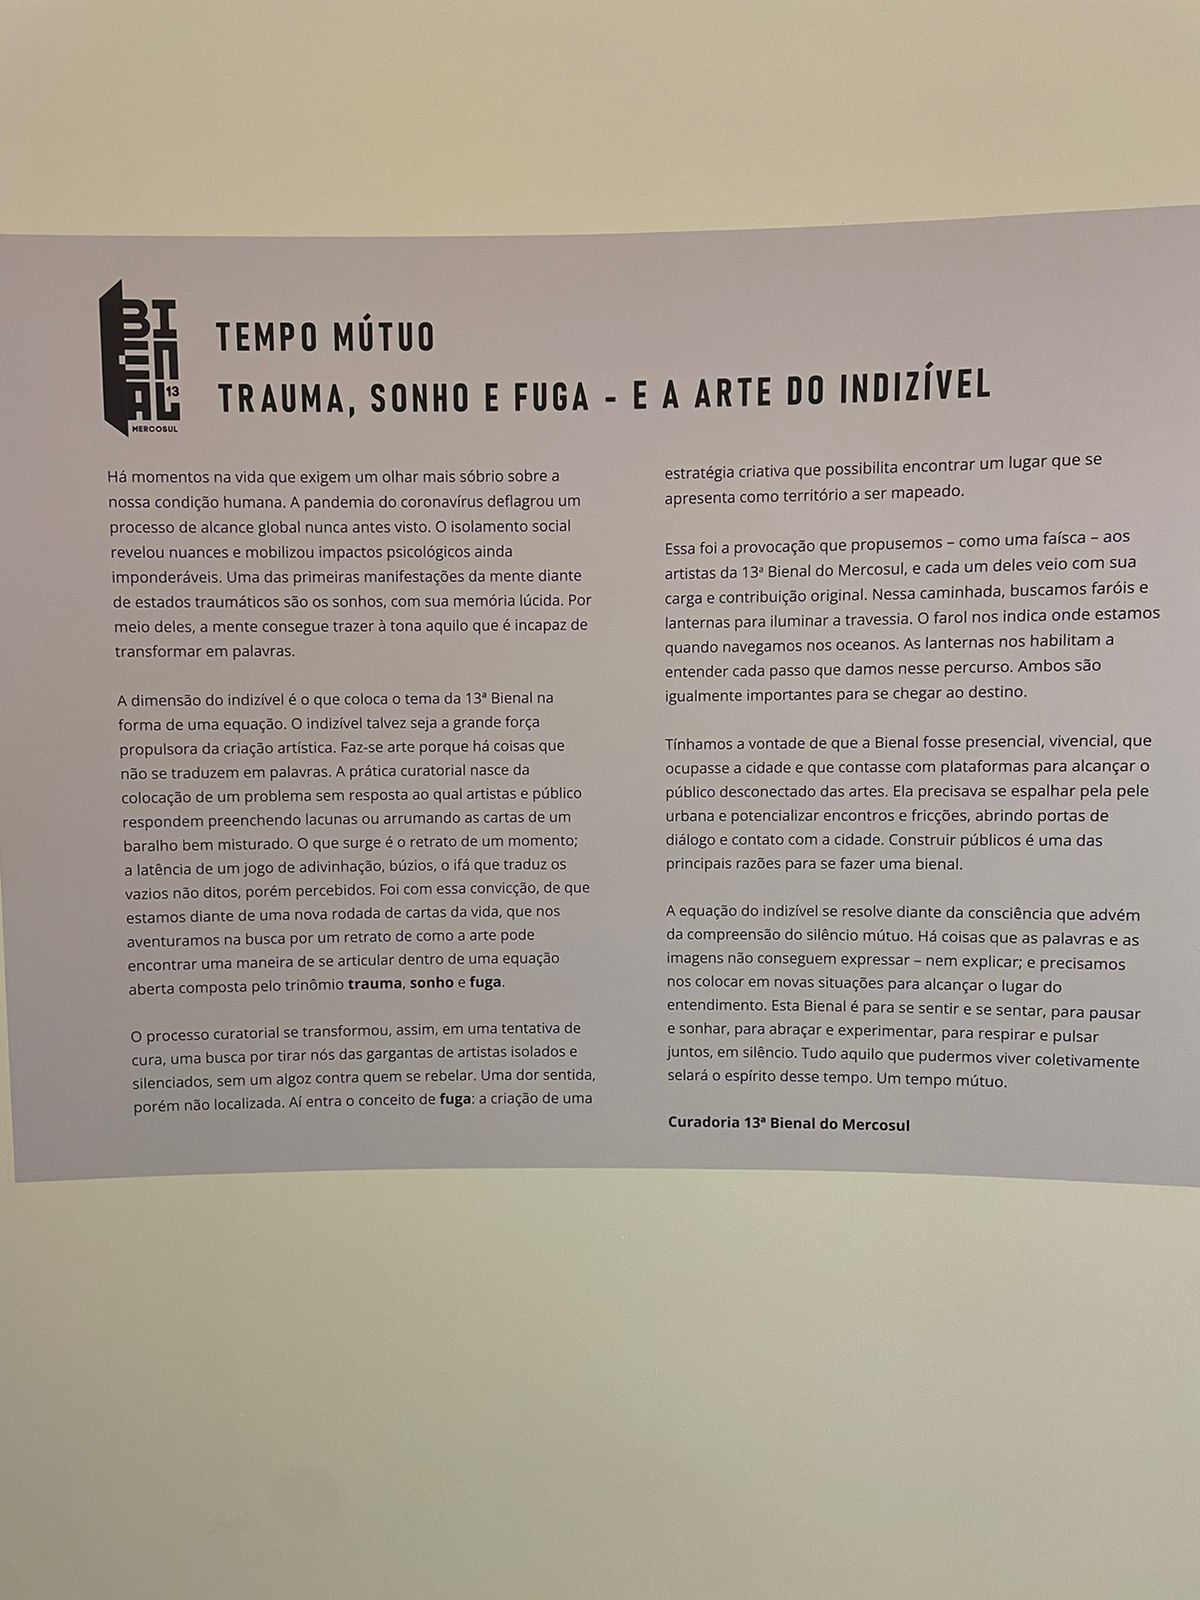 BI
EN
AL
13
MERCOSUL
TEMPO MÚTUO
TRAUMA, SONHO E FUGA - E A ARTE DO INDIZÍVEL
Há momentos na vida que exigem um olhar mais sóbrio sobre a
nossa condição humana. A pandemia do coronavírus deflagrou um
processo de alcance global nunca antes visto. O isolamento social
revelou nuances e mobilizou impactos psicológicos ainda
imponderáveis. Uma das primeiras manifestações da mente diante
de estados traumáticos são os sonhos, com sua memória lúcida. Por
meio deles, a mente consegue trazer à tona aquilo que é incapaz de
transformar em palavras.
A dimensão do indizível é o que coloca o tema da 13ª Bienal na
forma de uma equação. O indizível talvez seja a grande força
propulsora da criação artística. Faz-se arte porque há coisas que
não se traduzem em palavras. A prática curatorial nasce da
colocação de um problema sem resposta ao qual artistas e público
respondem preenchendo lacunas ou arrumando as cartas de um
baralho bem misturado. O que surge é o retrato de um momento;
a latência de um jogo de adivinhação, búzios, o ifá que traduz os
vazios não ditos, porém percebidos. Foi com essa convicção, de que
estamos diante de uma nova rodada de cartas da vida, que nos
aventuramos na busca por um retrato de como a arte pode
encontrar uma maneira de se articular dentro de uma equação
aberta composta pelo trinômio trauma, sonho e fuga.
O processo curatorial se transformou, assim, em uma tentativa de
cura, uma busca por tirar nós das gargantas de artistas isolados e
silenciados, sem um algoz contra quem se rebelar. Uma dor sentida,
porém não localizada. Aí entra o conceito de fuga: a criação de uma
estratégia criativa que possibilita encontrar um lugar que se
apresenta como território a ser mapeado.
Essa foi a provocação que propusemos – como uma faísca – aos
artistas da 13ª Bienal do Mercosul, e cada um deles veio com sua
carga e contribuição original. Nessa caminhada, buscamos faróis e
lanternas para iluminar a travessia. O farol nos indica onde estamos
quando navegamos nos oceanos. As lanternas nos habilitam a
entender cada passo que damos nesse percurso. Ambos são
igualmente importantes para se chegar ao destino.
Tínhamos a vontade de que a Bienal fosse presencial, vivencial, que
ocupasse a cidade e que contasse com plataformas para alcançar o
público desconectado das artes. Ela precisava se espalhar pela pele
urbana e potencializar encontros e fricções, abrindo portas de
diálogo e contato com a cidade. Construir públicos é uma das
principais razões para se fazer uma bienal.
A equação do indizível se resolve diante da consciência que advém
da compreensão do silêncio mútuo. Há coisas que as palavras e as
imagens não conseguem expressar – nem explicar; e precisamos
nos colocar em novas situações para alcançar o lugar do
entendimento. Esta Bienal é para se sentir e se sentar, para pausar
e sonhar, para abraçar e experimentar, para respirar e pulsar
juntos, em silêncio. Tudo aquilo que pudermos viver coletivamente
selará o espírito desse tempo. Um tempo mútuo.
Curadoria 13ª Bienal do Mercosul